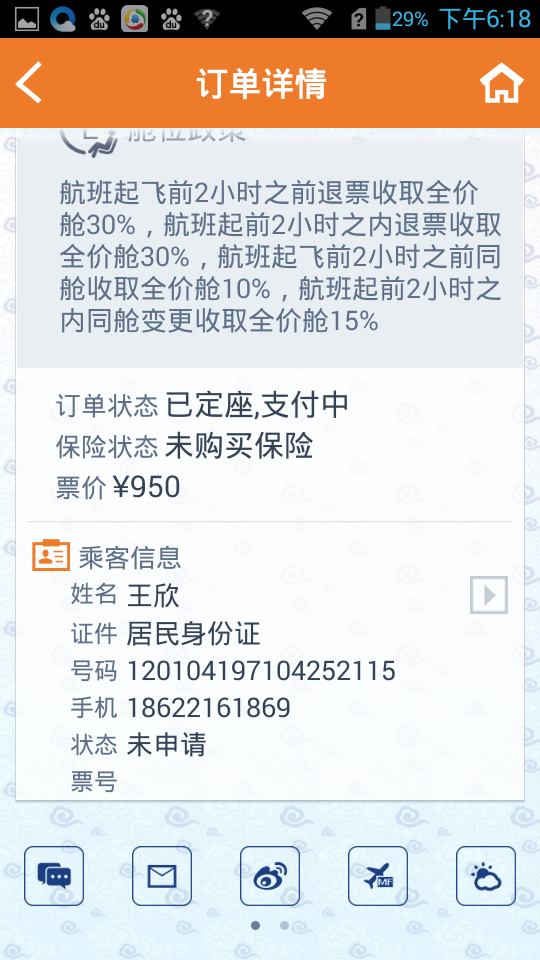 29% 下午6:18
订单详情
舱位政策
航班起飞前2小时之前退票收取全价
舱30%，航班起前2小时之内退票收取
全价舱30%，航班起飞前2小时之前同
舱收取全价舱10%，航班起前2小时之
内同舱变更收取全价舱15%
订单状态 已定座,支付中
保险状态 未购买保险
票价 ¥950
乘客信息
姓名 王欣
证件 居民身份证
号码 120104197104252115
手机 18622161869
状态 未申请
票号
MF